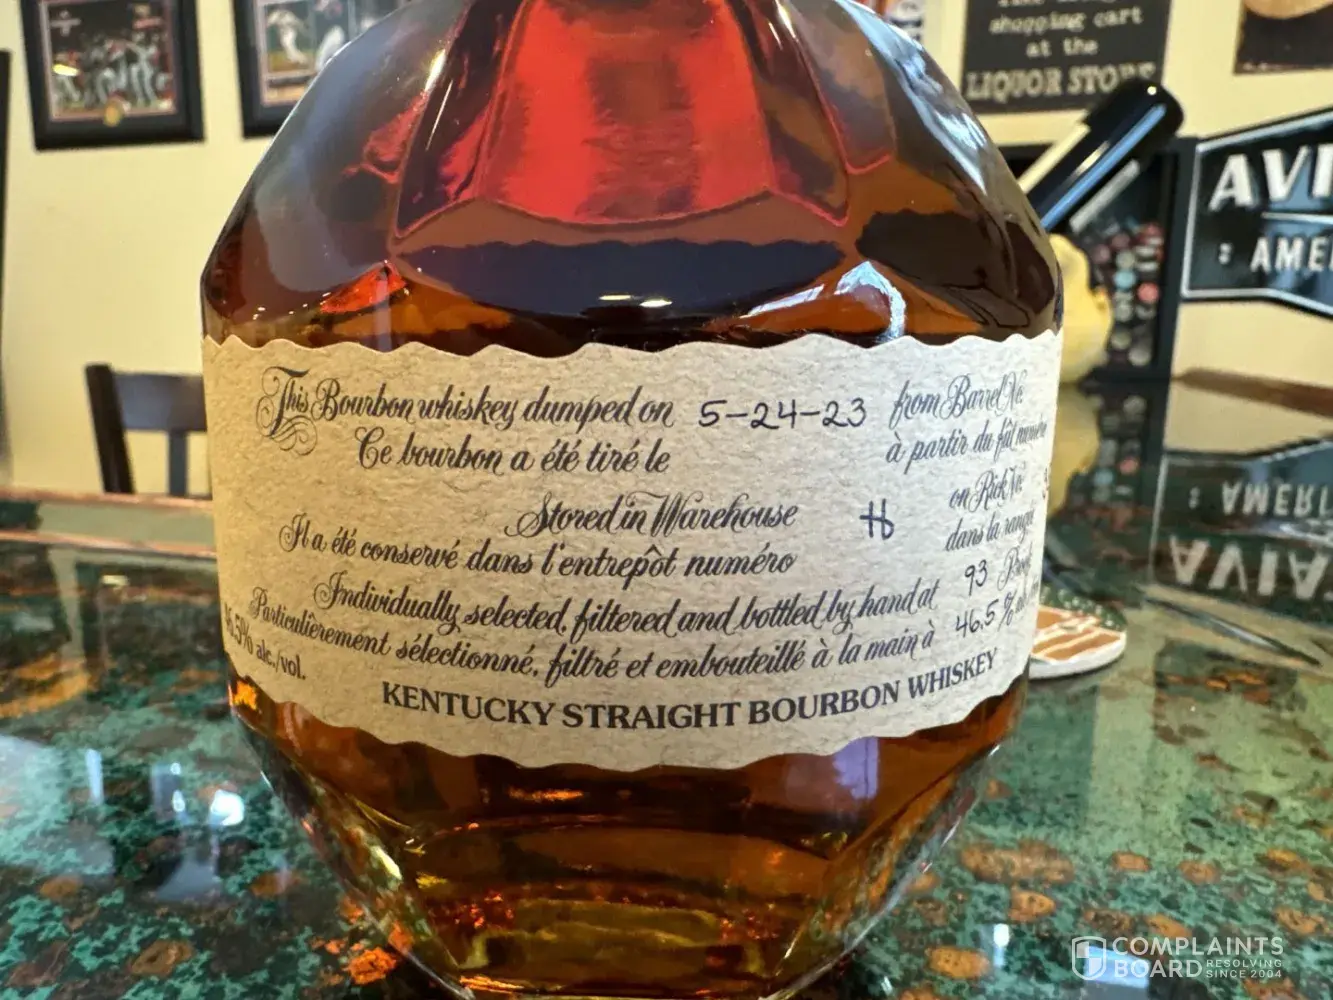 shopping cart
at the
LIQUOR STORE
AVI
: AMERI
This Bourbon whiskey dumped on 5-24-23 from Barrel No.
Ce bourbon a été tiré le à partir du fût numéro
Stored in Warehouse H on Rick No.
Il a été conservé dans l'entrepôt numéro dans la rangée
Individually selected, filtered and bottled by hand at 93 Proof
Particulièrement sélectionné, filtré et embouteillé à la main à 46.5 %
46.5% alc./vol.
KENTUCKY STRAIGHT BOURBON WHISKEY
COMPLAINTS
BOARD RESOLVING
SINCE 2004